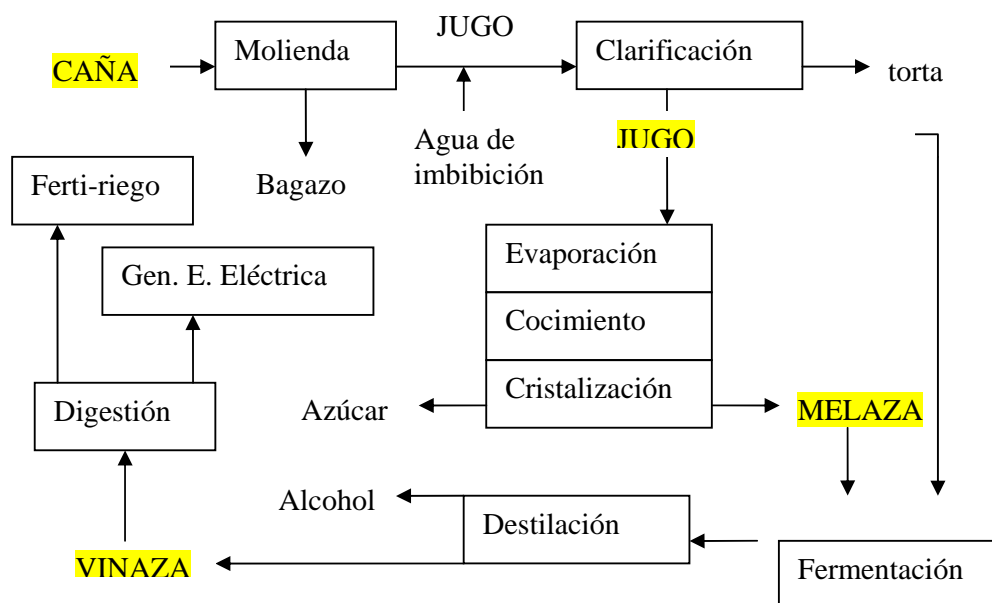 JUGO
Molienda
Clarificación
CAÑA
torta
Agua de
imbibición
JUGO
Ferti-riego
Bagazo
Evaporación
Gen. E. Eléctrica
Cocimiento
Cristalización
Digestión
Azúcar
MELAZA
Alcohol
Destilación
VINAZA
Fermentación